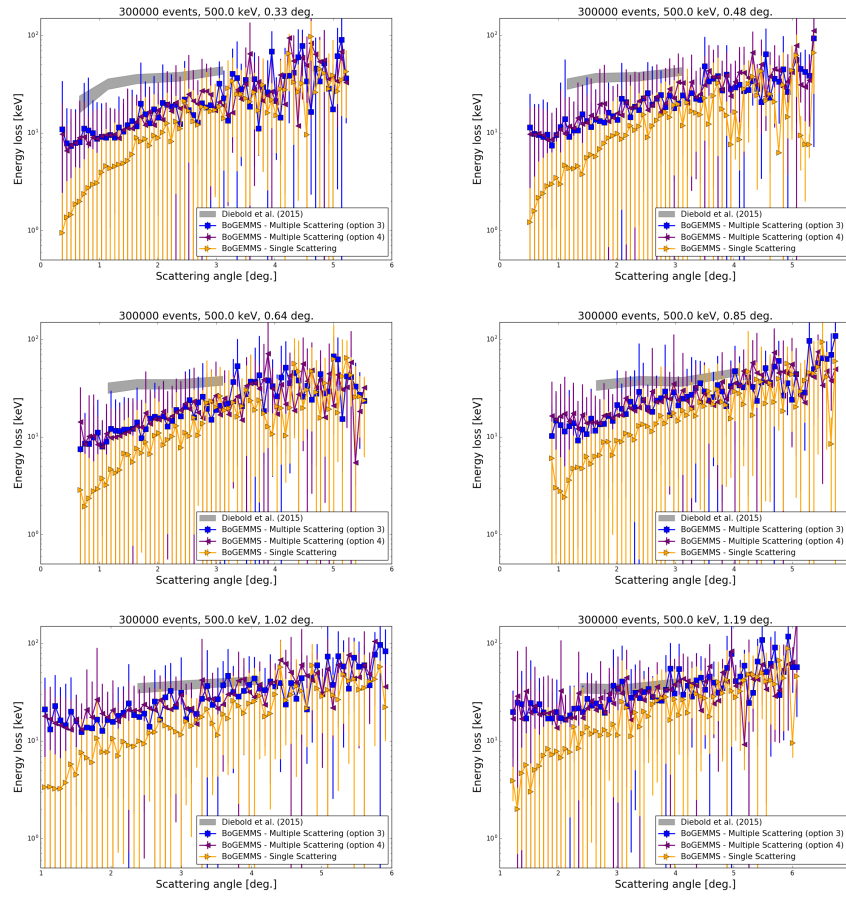 300000 events, 500.0 keV, 0.33 deg.
10²
10¹
10⁰
Energy loss [keV]
Diebold et al. (2015)
BoGEMMS - Multiple Scattering (option 3)
BoGEMMS - Multiple Scattering (option 4)
BoGEMMS - Single Scattering
0 1 2 3 4 5 6
Scattering angle [deg.]
300000 events, 500.0 keV, 0.48 deg.
10²
10¹
10⁰
Energy loss [keV]
Diebold et al. (2015)
BoGEMMS - Multiple Scattering (option 3)
BoGEMMS - Multiple Scattering (option 4)
BoGEMMS - Single Scattering
0 1 2 3 4 5
Scattering angle [deg.]
300000 events, 500.0 keV, 0.64 deg.
10²
10¹
10⁰
Energy loss [keV]
Diebold et al. (2015)
BoGEMMS - Multiple Scattering (option 3)
BoGEMMS - Multiple Scattering (option 4)
BoGEMMS - Single Scattering
0 1 2 3 4 5 6
Scattering angle [deg.]
300000 events, 500.0 keV, 0.85 deg.
10²
10¹
10⁰
Energy loss [keV]
Diebold et al. (2015)
BoGEMMS - Multiple Scattering (option 3)
BoGEMMS - Multiple Scattering (option 4)
BoGEMMS - Single Scattering
0 1 2 3 4 5
Scattering angle [deg.]
300000 events, 500.0 keV, 1.02 deg.
10²
10¹
10⁰
Energy loss [keV]
Diebold et al. (2015)
BoGEMMS - Multiple Scattering (option 3)
BoGEMMS - Multiple Scattering (option 4)
BoGEMMS - Single Scattering
1 2 3 4 5 6
Scattering angle [deg.]
300000 events, 500.0 keV, 1.19 deg.
10²
10¹
10⁰
Energy loss [keV]
Diebold et al. (2015)
BoGEMMS - Multiple Scattering (option 3)
BoGEMMS - Multiple Scattering (option 4)
BoGEMMS - Single Scattering
1 2 3 4 5 6
Scattering angle [deg.]